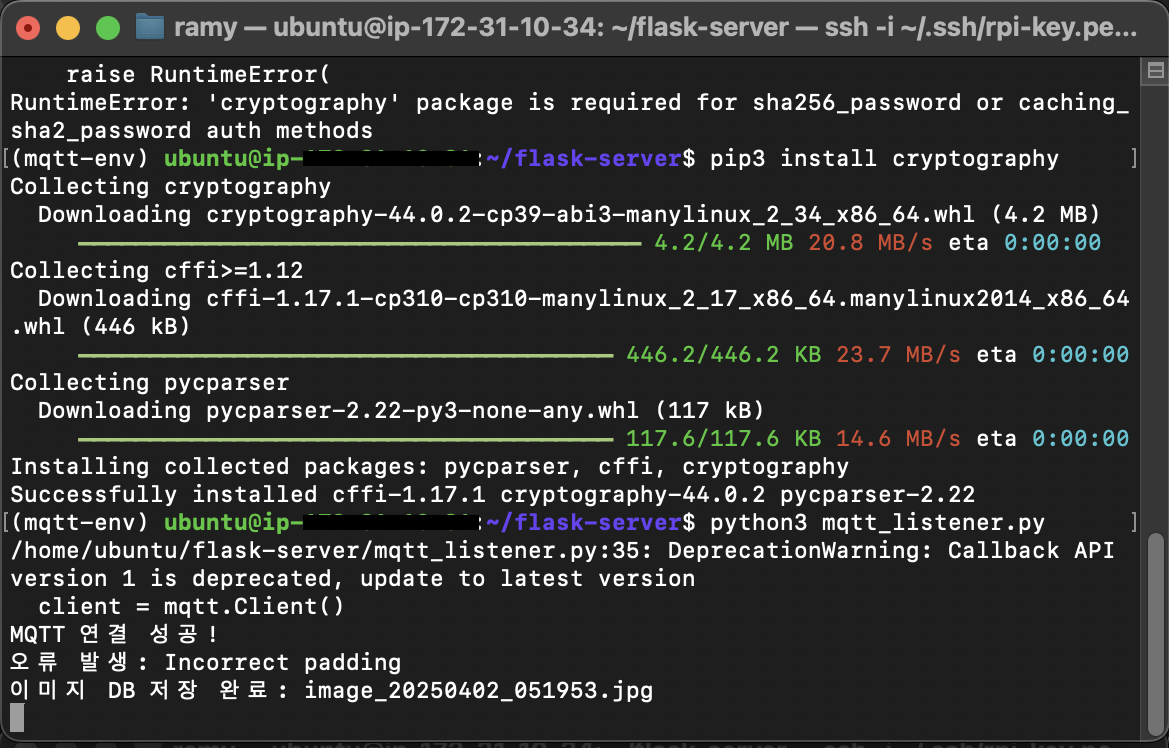 ramy — ubuntu@ip-172-31-10-34: ~/flask-server — ssh -i ~/.ssh/rpi-key.pe...
    raise RuntimeError(
RuntimeError: 'cryptography' package is required for sha256_password or caching_
sha2_password auth methods
[(mqtt-env) ubuntu@ip-:~/flask-server$ pip3 install cryptography ]
Collecting cryptography
  Downloading cryptography-44.0.2-cp39-abi3-manylinux_2_34_x86_64.whl (4.2 MB)
4.2/4.2 MB 20.8 MB/s eta 0:00:00
Collecting cffi>=1.12
  Downloading cffi-1.17.1-cp310-cp310-manylinux_2_17_x86_64.manylinux2014_x86_64
.whl (446 kB)
446.2/446.2 KB 23.7 MB/s eta 0:00:00
Collecting pycparser
  Downloading pycparser-2.22-py3-none-any.whl (117 kB)
117.6/117.6 KB 14.6 MB/s eta 0:00:00
Installing collected packages: pycparser, cffi, cryptography
Successfully installed cffi-1.17.1 cryptography-44.0.2 pycparser-2.22
[(mqtt-env) ubuntu@ip-:~/flask-server$ python3 mqtt_listener.py ]
/home/ubuntu/flask-server/mqtt_listener.py:35: DeprecationWarning: Callback API
version 1 is deprecated, update to latest version
  client = mqtt.Client()
MQTT 연결 성공!
오류 발생: Incorrect padding
이미지 DB 저장 완료: image_20250402_051953.jpg